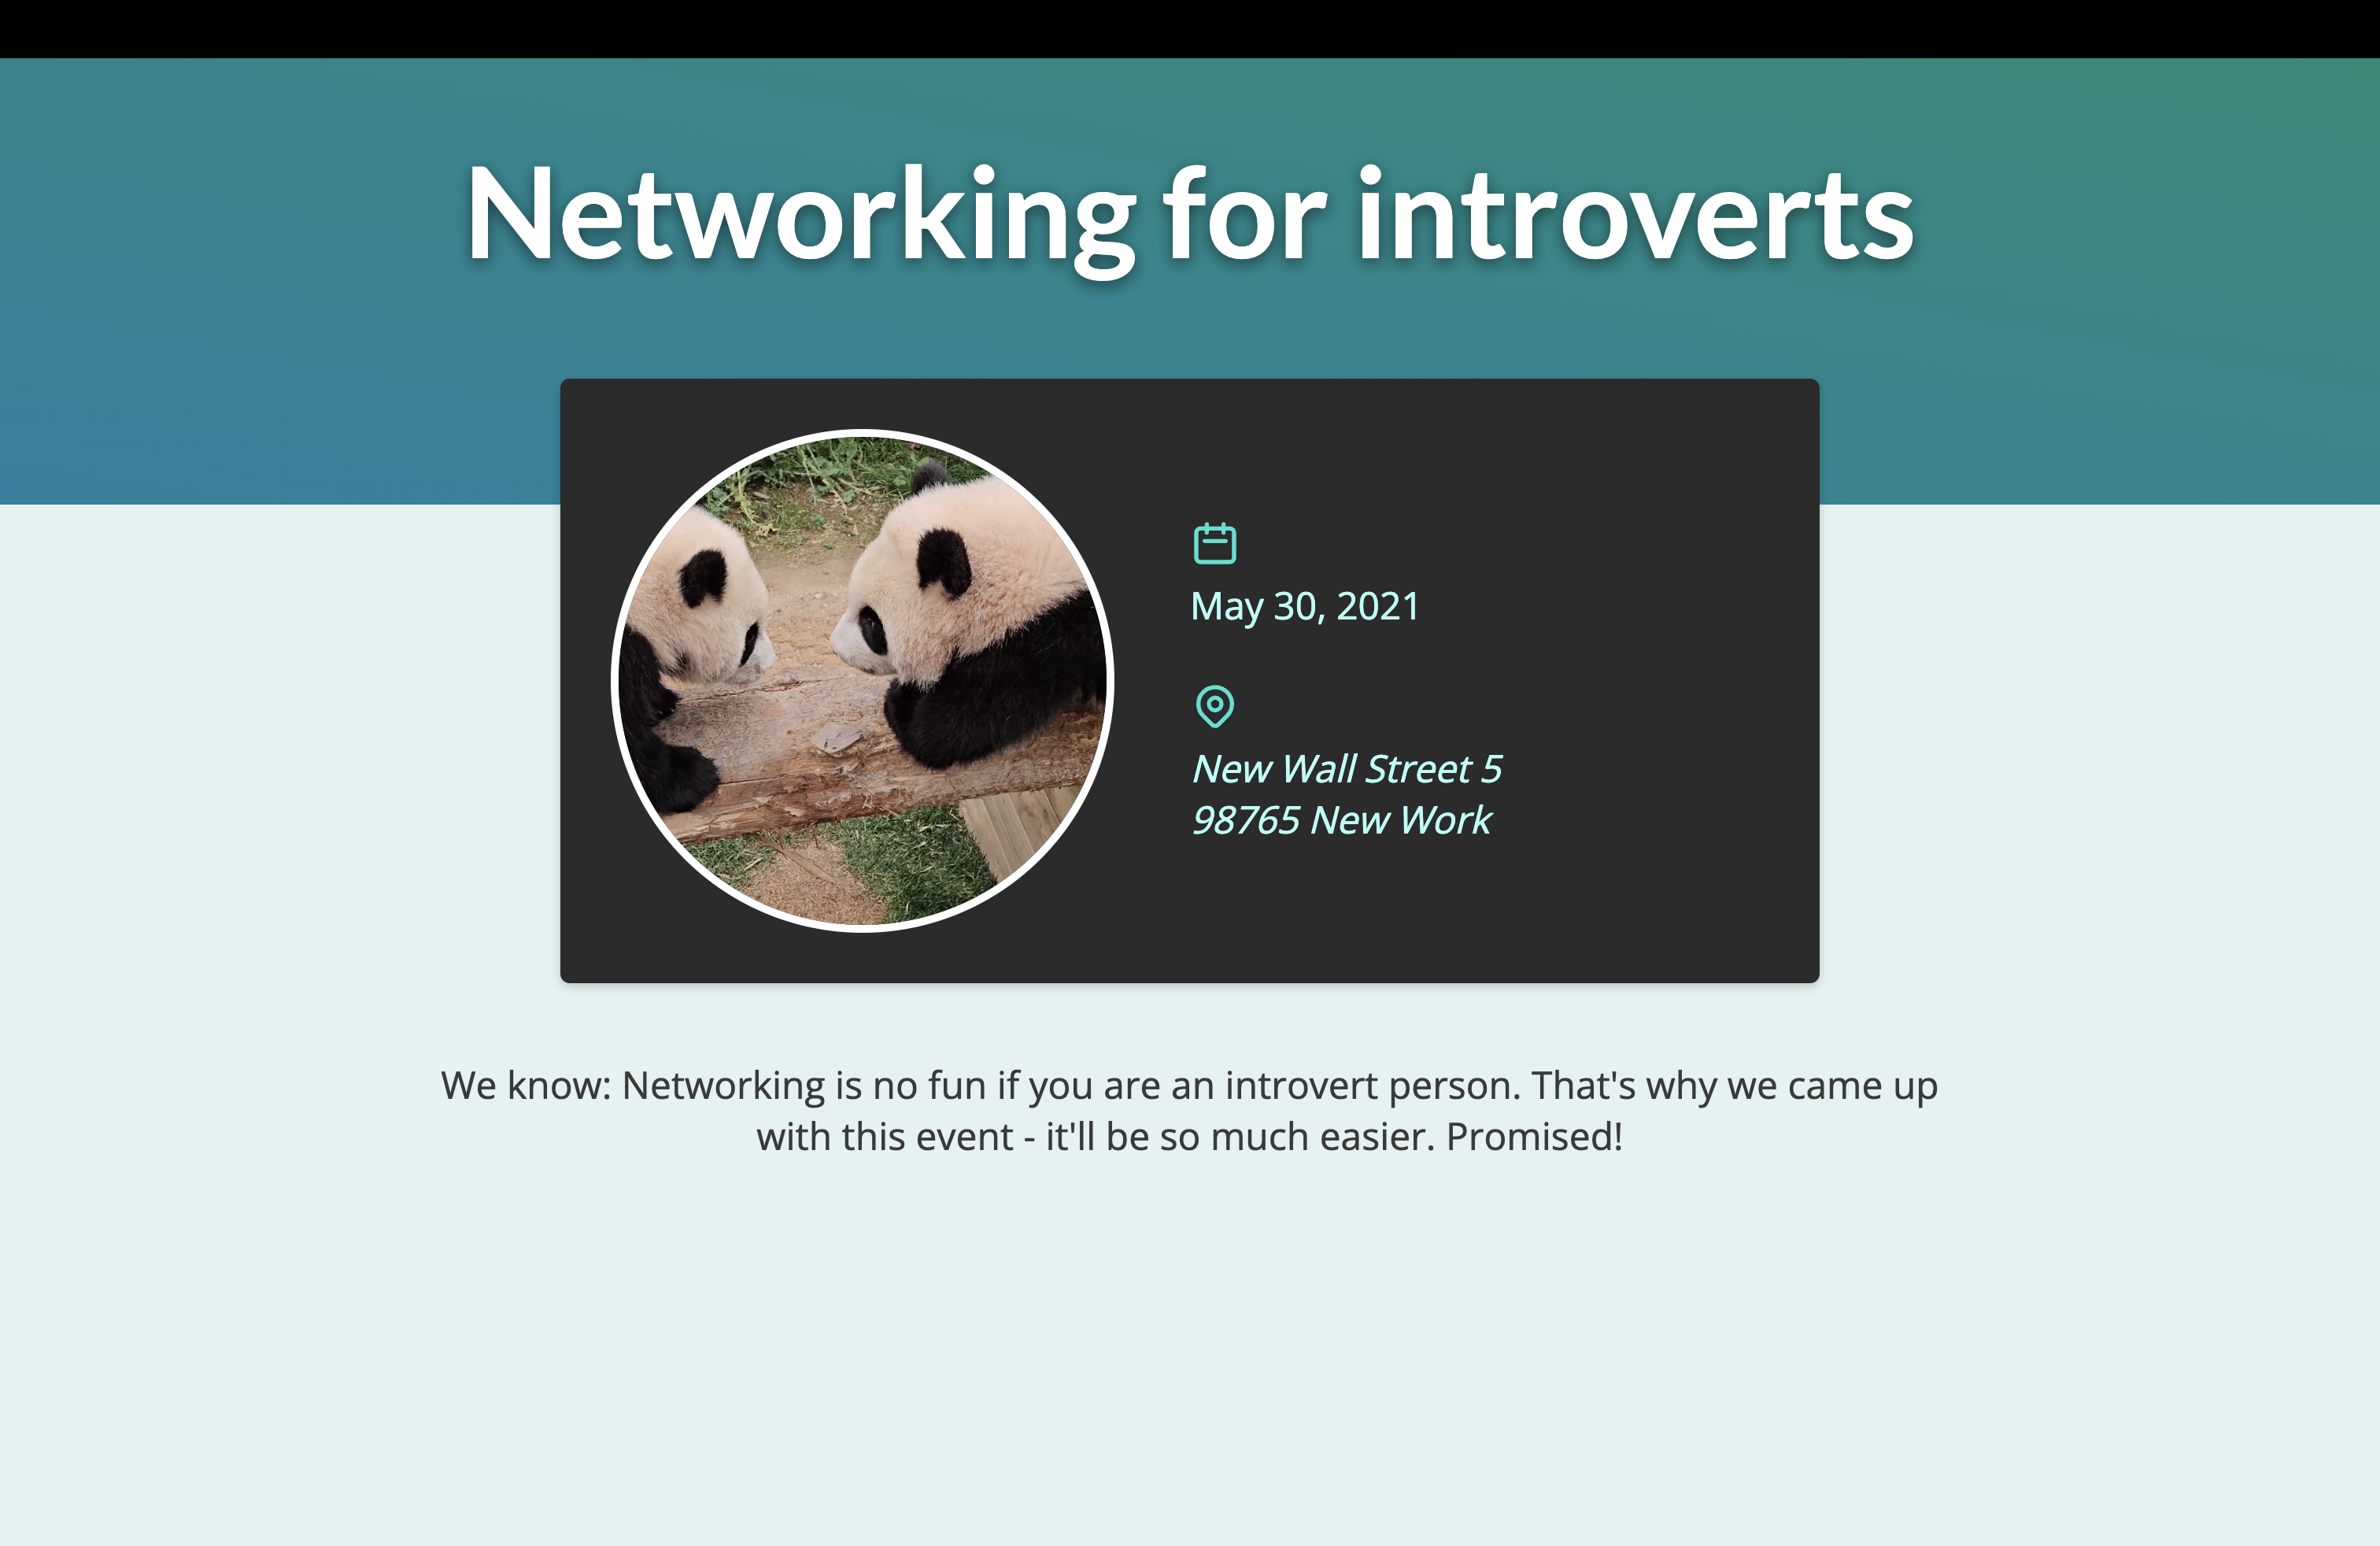 Networking for introverts
May 30, 2021
New Wall Street 5
98765 New Work
We know: Networking is no fun if you are an introvert person. That's why we came up
with this event - it'll be so much easier. Promised!